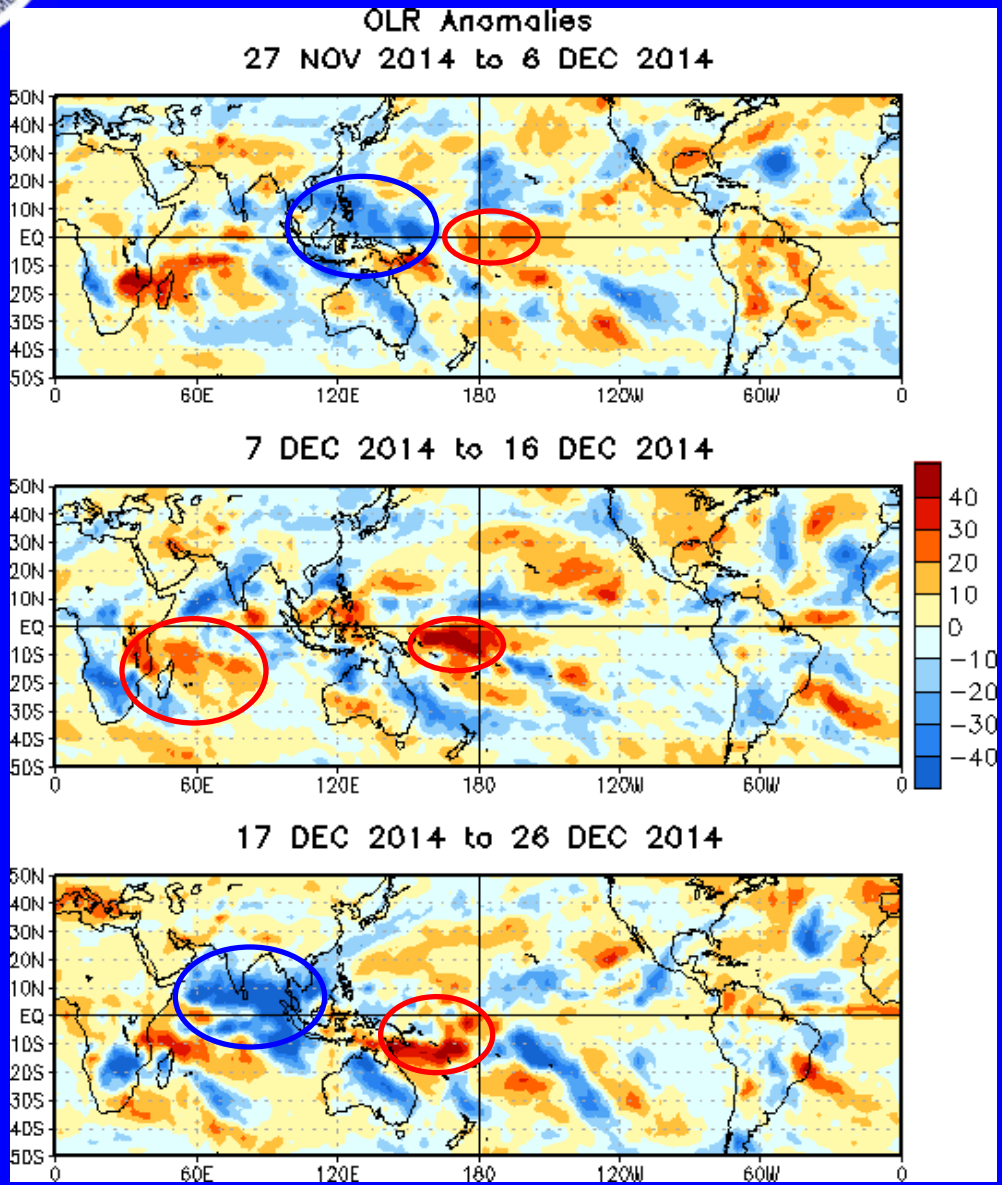 OLR Anomalies
27 NOV 2014 to 6 DEC 2014
50N
40N
30N
20N
10N
EQ
10S
20S
30S
40S
50S
0 60E 120E 180 120W 60W 0
7 DEC 2014 to 16 DEC 2014
50N
40N
30N
20N
10N
EQ
10S
20S
30S
40S
50S
0 60E 120E 180 120W 60W 0
40
30
20
10
0
−10
−20
−30
−40
17 DEC 2014 to 26 DEC 2014
50N
40N
30N
20N
10N
EQ
10S
20S
30S
40S
50S
0 60E 120E 180 120W 60W 0